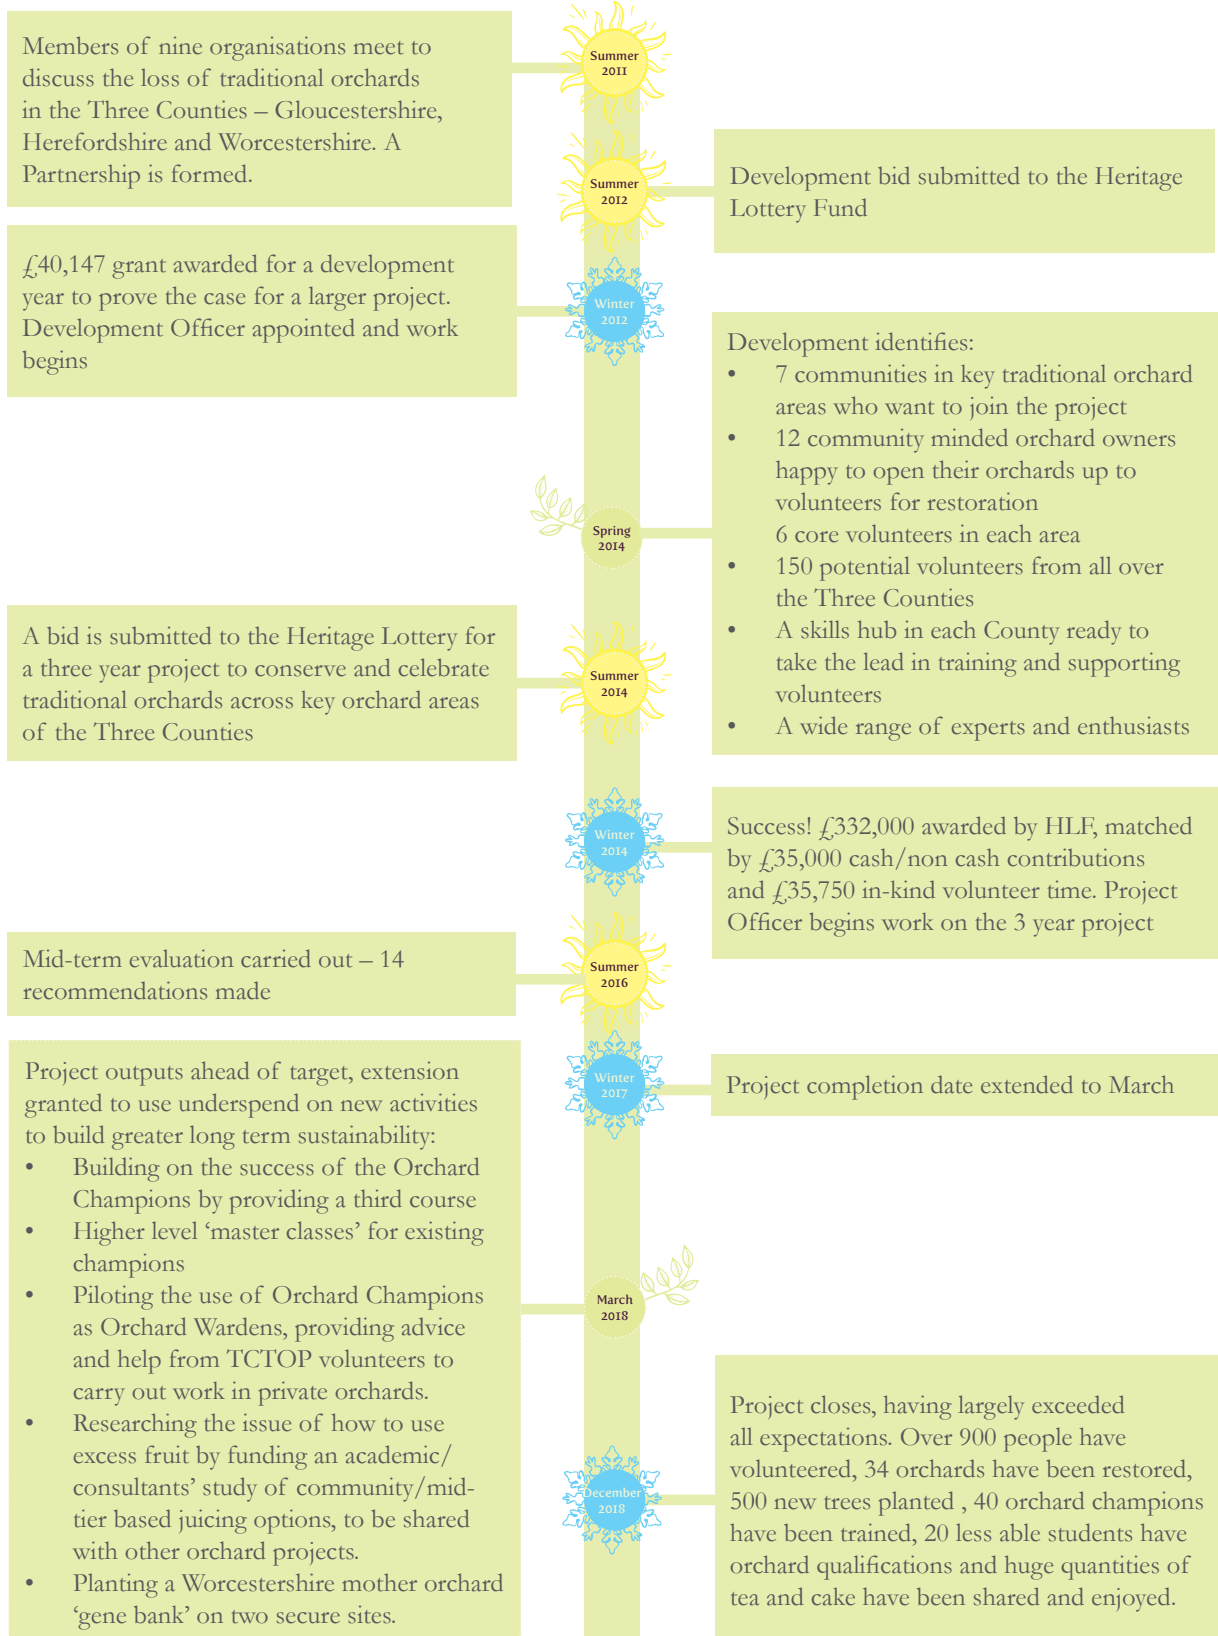 Members of nine organisations meet to
discuss the loss of traditional orchards
in the Three Counties – Gloucestershire,
Herefordshire and Worcestershire. A
Partnership is formed.
Summer
2011
Summer
2012
Development bid submitted to the Heritage
Lottery Fund
£40,147 grant awarded for a development
year to prove the case for a larger project.
Development Officer appointed and work
begins
Winter
2012
Development identifies:
• 7 communities in key traditional orchard
areas who want to join the project
• 12 community minded orchard owners
happy to open their orchards up to
volunteers for restoration
6 core volunteers in each area
• 150 potential volunteers from all over
the Three Counties
• A skills hub in each County ready to
take the lead in training and supporting
volunteers
• A wide range of experts and enthusiasts
Spring
2014
A bid is submitted to the Heritage Lottery for
a three year project to conserve and celebrate
traditional orchards across key orchard areas
of the Three Counties
Summer
2014
Winter
2014
Success! £332,000 awarded by HLF, matched
by £35,000 cash/non cash contributions
and £35,750 in-kind volunteer time. Project
Officer begins work on the 3 year project
Mid-term evaluation carried out – 14
recommendations made
Summer
2016
Winter
2017
Project completion date extended to March
Project outputs ahead of target, extension
granted to use underspend on new activities
to build greater long term sustainability:
• Building on the success of the Orchard
Champions by providing a third course
• Higher level ‘master classes’ for existing
champions
• Piloting the use of Orchard Champions
as Orchard Wardens, providing advice
and help from TCTOP volunteers to
carry out work in private orchards.
• Researching the issue of how to use
excess fruit by funding an academic/
consultants’ study of community/mid-
tier based juicing options, to be shared
with other orchard projects.
• Planting a Worcestershire mother orchard
‘gene bank’ on two secure sites.
March
2018
December
2018
Project closes, having largely exceeded
all expectations. Over 900 people have
volunteered, 34 orchards have been restored,
500 new trees planted , 40 orchard champions
have been trained, 20 less able students have
orchard qualifications and huge quantities of
tea and cake have been shared and enjoyed.